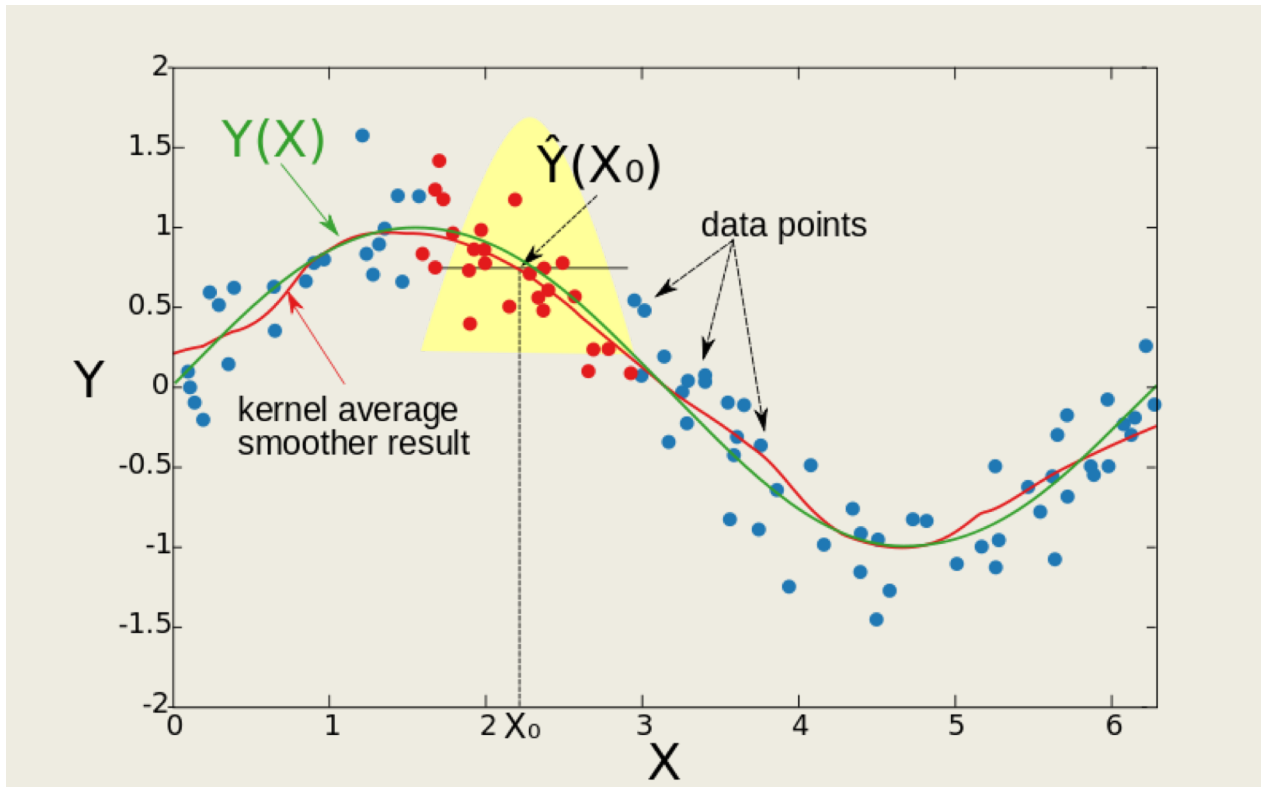 2
1.5
1
0.5
0
-0.5
-1
-1.5
-2
Y
Y(X)
Ŷ(X₀)
data points
kernel average
smoother result
0 1 2 X₀ 3 4 5 6
X